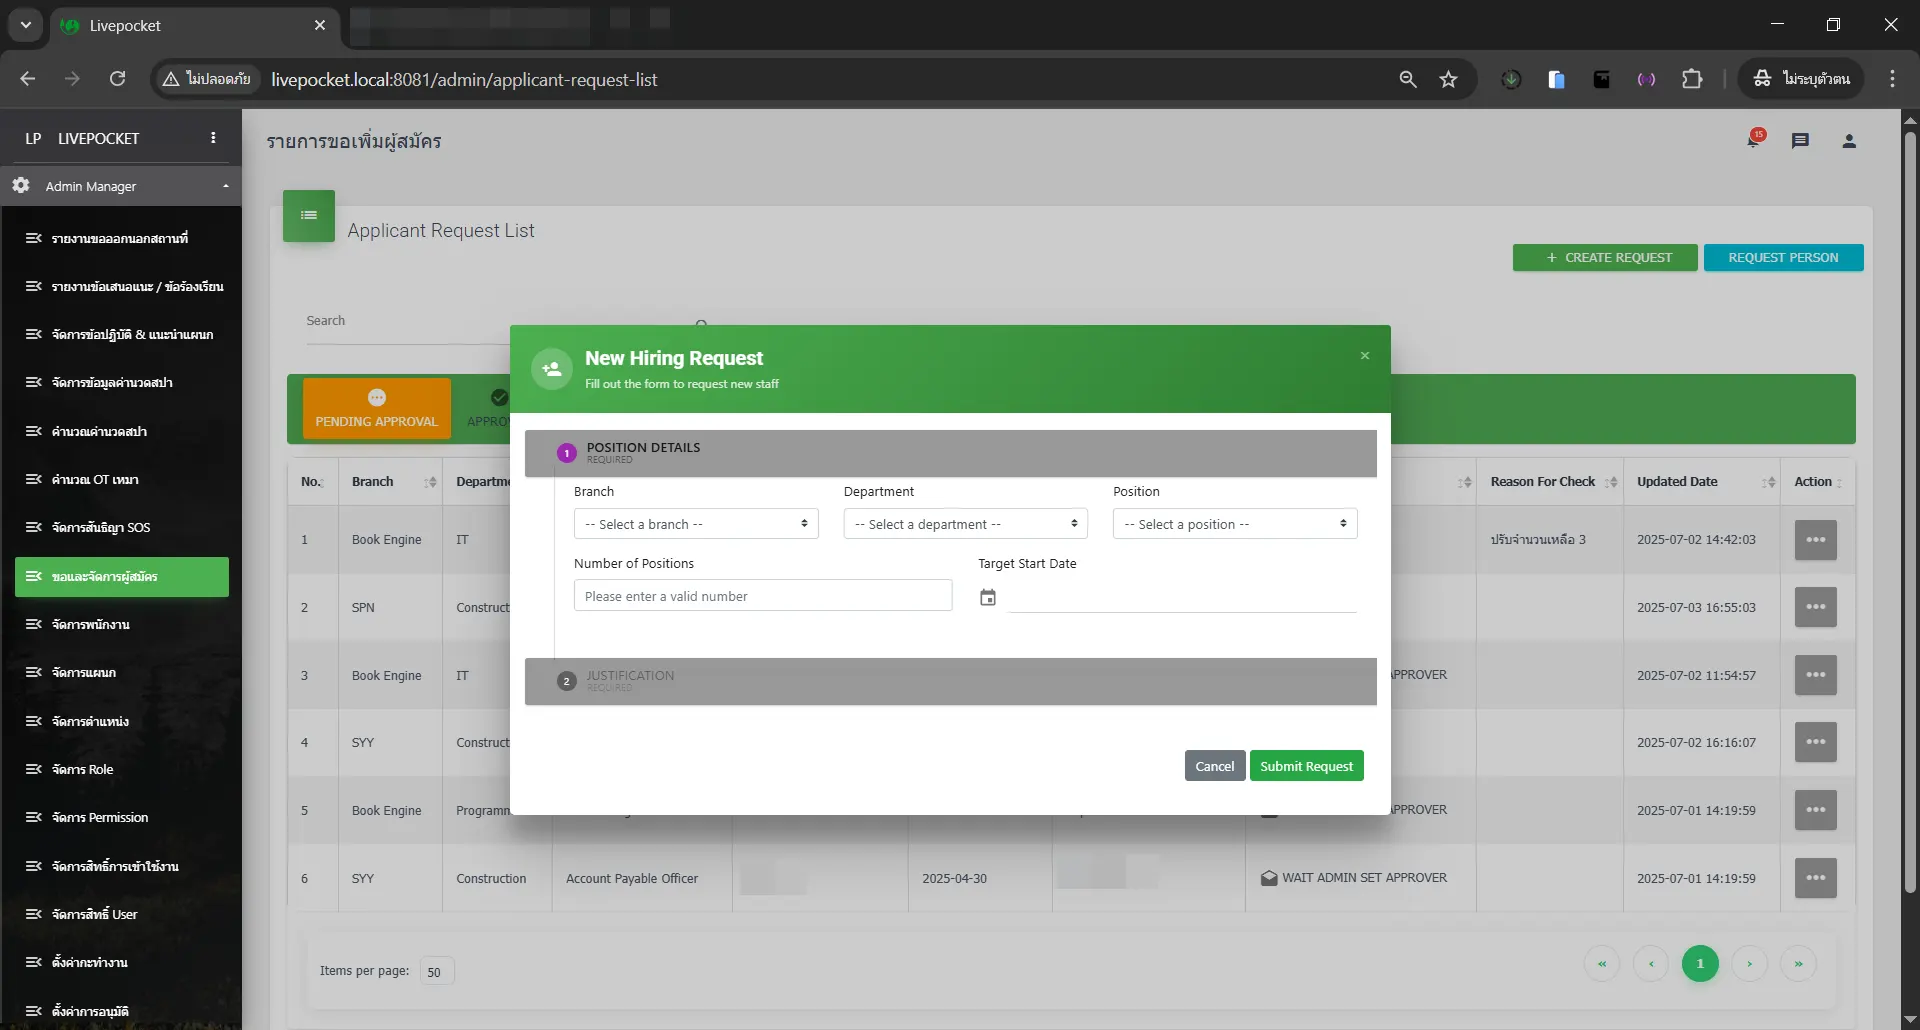 Livepocket
ไม่ปลอดภัย
livepocket.local:8081/admin/applicant-request-list
ไม่ระบุตัวตน
LP LIVEPOCKET
Admin Manager
รายงานขอออกนอกสถานที่
รายงานข้อเสนอแนะ / ข้อร้องเรียน
จัดการข้อปฏิบัติ & แนะนำแผนก
จัดการข้อมูลค่านวดสปา
คำนวณค่านวดสปา
คำนวณ OT เหมา
จัดการสันธิญา SOS
ขอและจัดการผู้สมัคร
จัดการพนักงาน
จัดการแผนก
จัดการตำแหน่ง
จัดการ Role
จัดการ Permission
จัดการสิทธิ์การเข้าใช้งาน
จัดการสิทธิ์ User
ตั้งค่ากะทำงาน
ตั้งค่าการอนุมัติ
รายการขอเพิ่มผู้สมัคร
15
Applicant Request List
+ CREATE REQUEST
REQUEST PERSON
Search
PENDING APPROVAL
New Hiring Request
Fill out the form to request new staff
×
1 POSITION DETAILS
REQUIRED
Branch Department Position
-- Select a branch -- -- Select a department -- -- Select a position --
Number of Positions Target Start Date
Please enter a valid number
2 JUSTIFICATION
REQUIRED
Cancel Submit Request
No. Branch Reason For Check Updated Date Action
1 Book Engine IT ปรับจำนวนเหลือ 3 2025-07-02 14:42:03
2 SPN Construct 2025-07-03 16:55:03
3 Book Engine IT APPROVER 2025-07-02 11:54:57
4 SYY Construct 2025-07-02 16:16:07
5 Book Engine Programm APPROVER 2025-07-01 14:19:59
6 SYY Construction Account Payable Officer 2025-04-30 WAIT ADMIN SET APPROVER 2025-07-01 14:19:59
Items per page: 50
« ‹ 1 › »